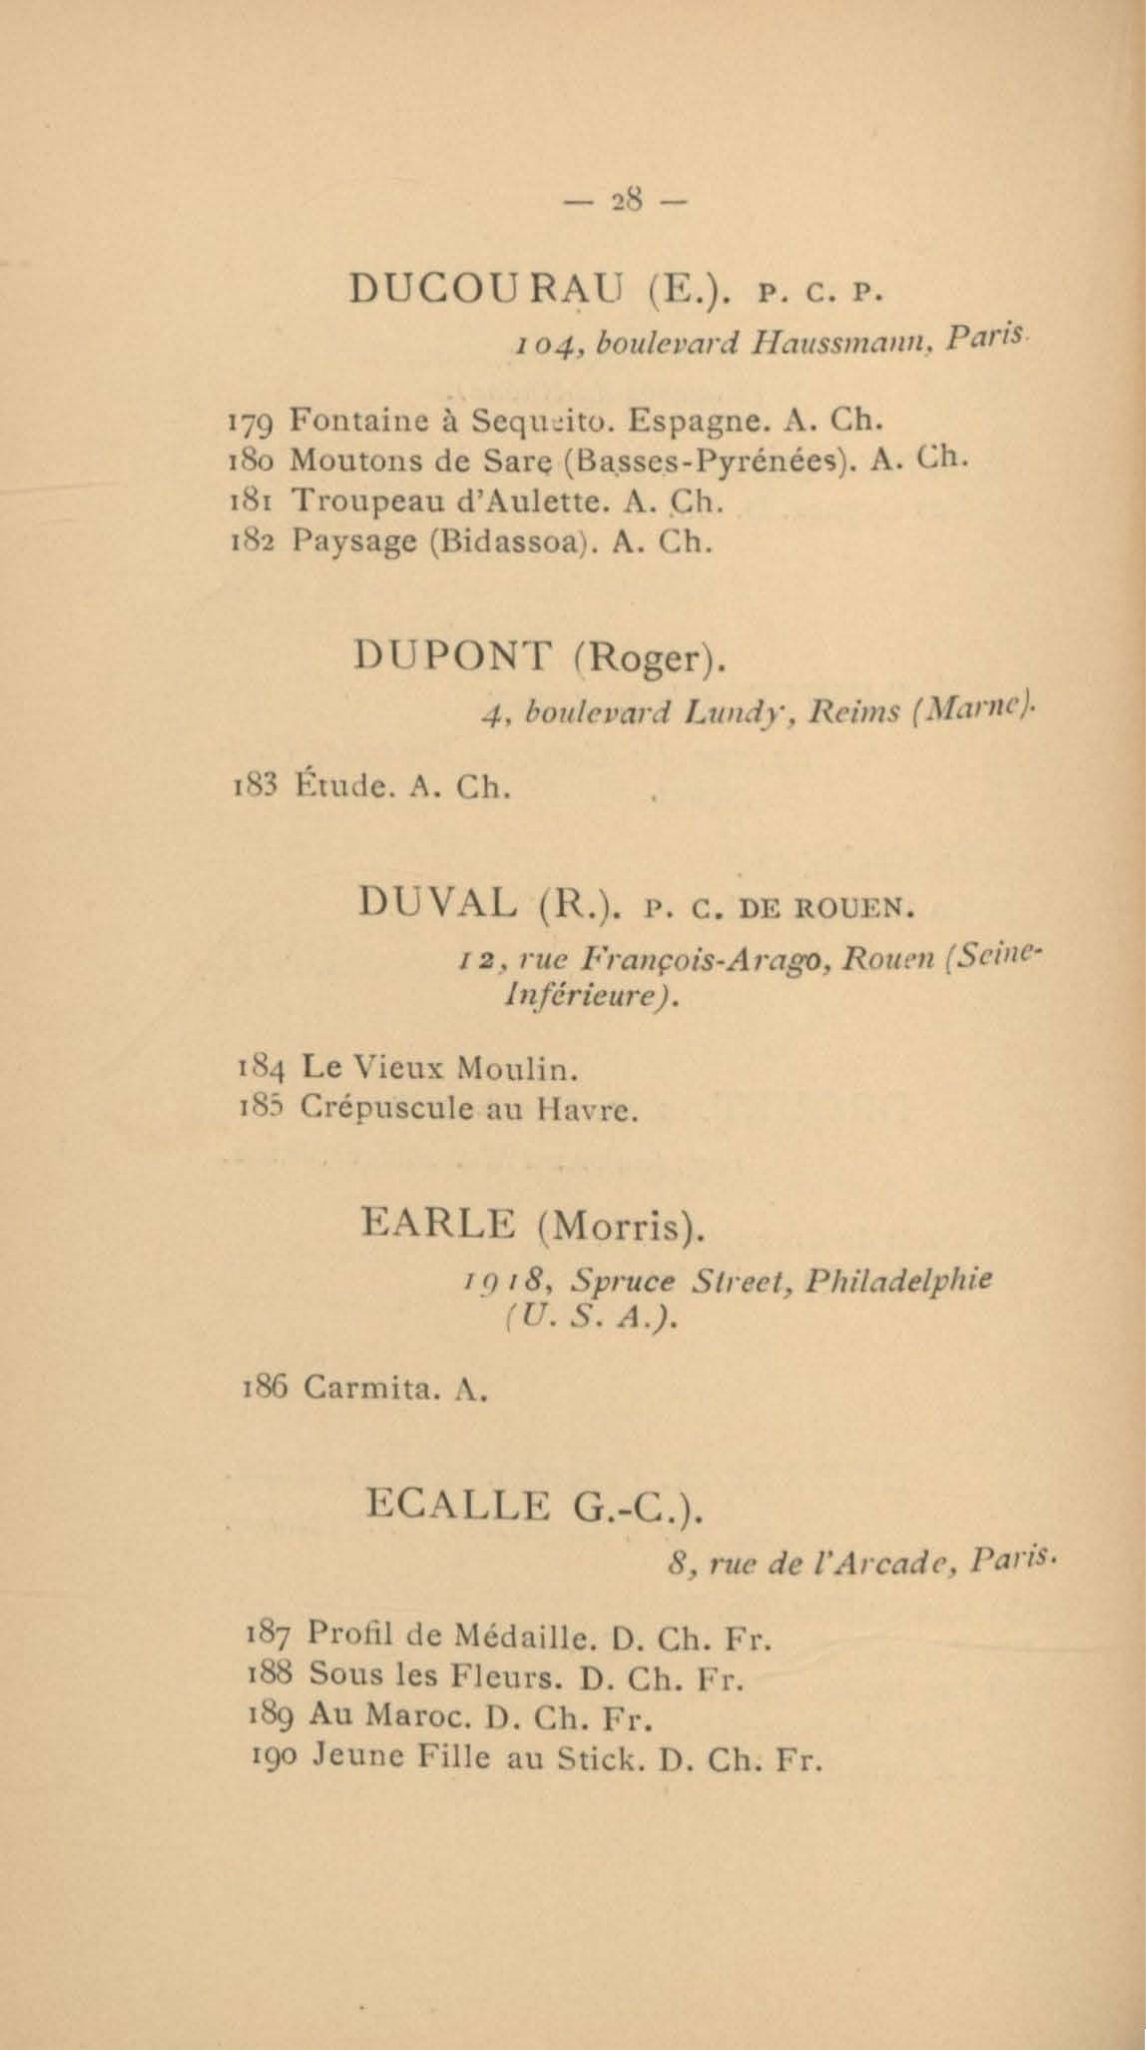 — 28 —
DUCOURAU (E.). P. C. P.
104, boulevard Haussmann, Paris.
179 Fontaine à Sequeito. Espagne. A. Ch.
180 Moutons de Sare (Basses-Pyrénées). A. Ch.
181 Troupeau d'Aulette. A. Ch.
182 Paysage (Bidassoa). A. Ch.
DUPONT (Roger).
4, boulevard Lundy, Reims (Marne).
183 Étude. A. Ch.
DUVAL (R.). P. C. DE ROUEN.
12, rue François-Arago, Rouen (Seine-
Inférieure).
184 Le Vieux Moulin.
185 Crépuscule au Havre.
EARLE (Morris).
1918, Spruce Street, Philadelphie
(U. S. A.).
186 Carmita. A.
ECALLE G.-C.).
8, rue de l'Arcade, Paris.
187 Profil de Médaille. D. Ch. Fr.
188 Sous les Fleurs. D. Ch. Fr.
189 Au Maroc. D. Ch. Fr.
190 Jeune Fille au Stick. D. Ch. Fr.